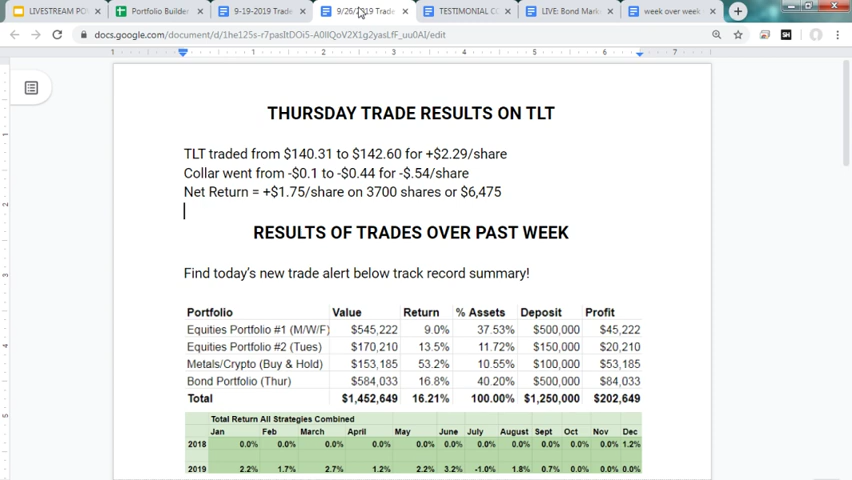 LIVESTREAM PO
Portfolio Builder
9-19-2019 Trade
9/26/2019 Trade
TESTIMONIAL CO
LIVE: Bond Mark
week over week
docs.google.com/document/d/1he125s-r7pasItDOi5-A0IlQoV2X1g2yasLfF_uu0AI/edit
THURSDAY TRADE RESULTS ON TLT
TLT traded from $140.31 to $142.60 for +$2.29/share
Collar went from -$0.1 to -$0.44 for -$.54/share
Net Return = +$1.75/share on 3700 shares or $6,475
RESULTS OF TRADES OVER PAST WEEK
Find today's new trade alert below track record summary!
Portfolio Value Return % Assets Deposit Profit
Equities Portfolio #1 (M/W/F) $545,222 9.0% 37.53% $500,000 $45,222
Equities Portfolio #2 (Tues) $170,210 13.5% 11.72% $150,000 $20,210
Metals/Crypto (Buy & Hold) $153,185 53.2% 10.55% $100,000 $53,185
Bond Portfolio (Thur) $584,033 16.8% 40.20% $500,000 $84,033
Total $1,452,649 16.21% 100.00% $1,250,000 $202,649
Total Return All Strategies Combined
Jan Feb March April May June July August Sept Oct Nov Dec
2018 0.0% 0.0% 0.0% 0.0% 0.0% 0.0% 0.0% 0.0% 0.0% 0.0% 0.0% 1.2%
2019 2.2% 1.7% 2.7% 1.2% 2.2% 3.2% -1.0% 1.8% 0.7% 0.0% 0.0% 0.0%